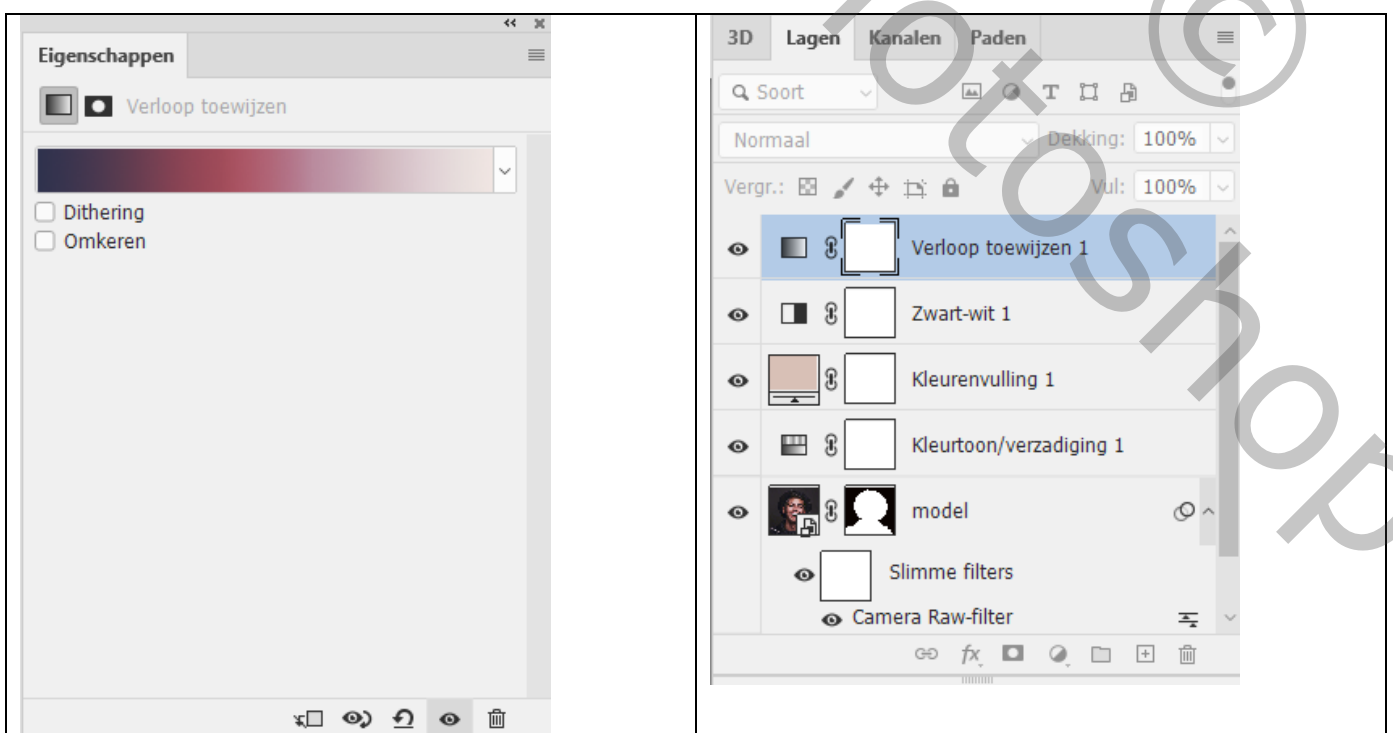 Eigenschappen
Verloop toewijzen
Dithering
Omkeren
3D Lagen Kanalen Paden
Soort
Normaal Dekking: 100%
Vergr.: Vul: 100%
Verloop toewijzen 1
Zwart-wit 1
Kleurenvulling 1
Kleurtoon/verzadiging 1
model
Slimme filters
Camera Raw-filter
fx
©
otoshop